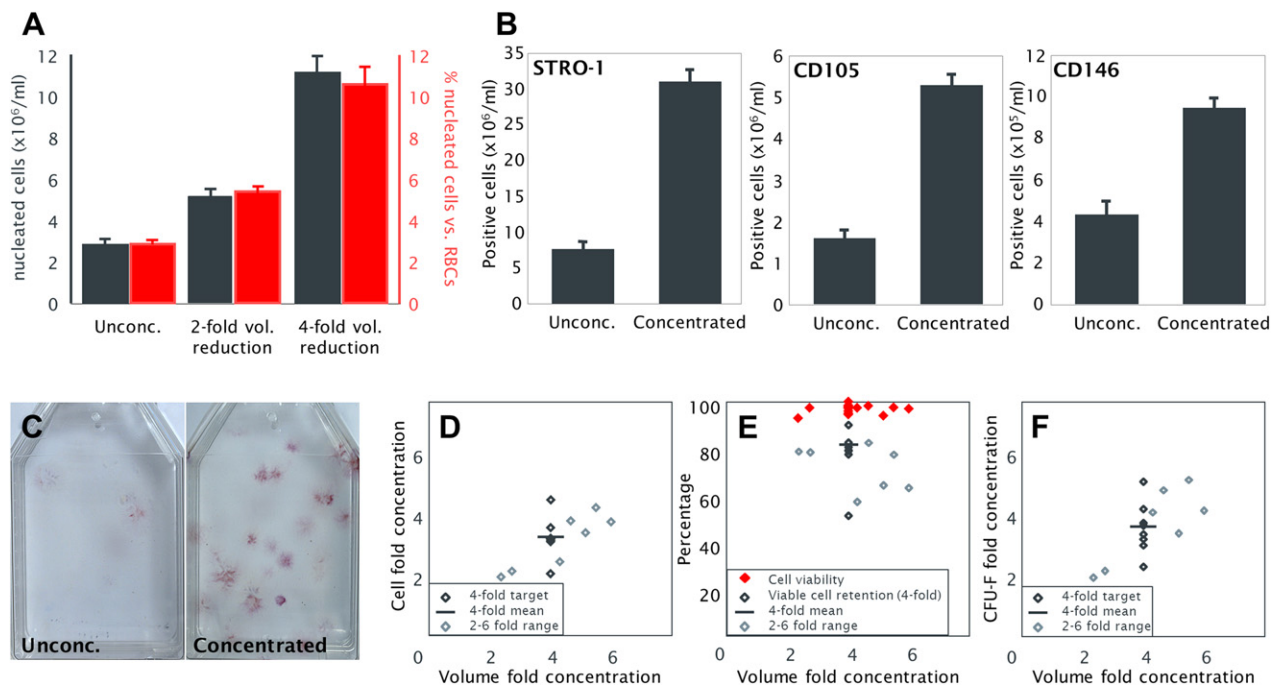 A
nucleated cells (x10⁶/ml)
12
10
8
6
4
2
0
12
10
8
6
4
2
0
% nucleated cells vs. RBCs
Unconc.
2-fold vol.
reduction
4-fold vol.
reduction
B
STRO-1
Positive cells (x10⁶/ml)
35
30
25
20
15
10
5
0
Unconc.
Concentrated
CD105
Positive cells (x10⁶/ml)
6
5
4
3
2
1
0
Unconc.
Concentrated
CD146
Positive cells (x10⁵/ml)
12
10
8
6
4
2
0
Unconc.
Concentrated
C
Unconc.
Concentrated
D
Cell fold concentration
6
4
2
0
2
4
6
4-fold target
4-fold mean
2-6 fold range
Volume fold concentration
E
Percentage
100
80
60
40
20
0
2
4
6
Cell viability
Viable cell retention (4-fold)
4-fold mean
2-6 fold range
Volume fold concentration
F
CFU-F fold concentration
6
4
2
0
2
4
6
4-fold target
4-fold mean
2-6 fold range
Volume fold concentration